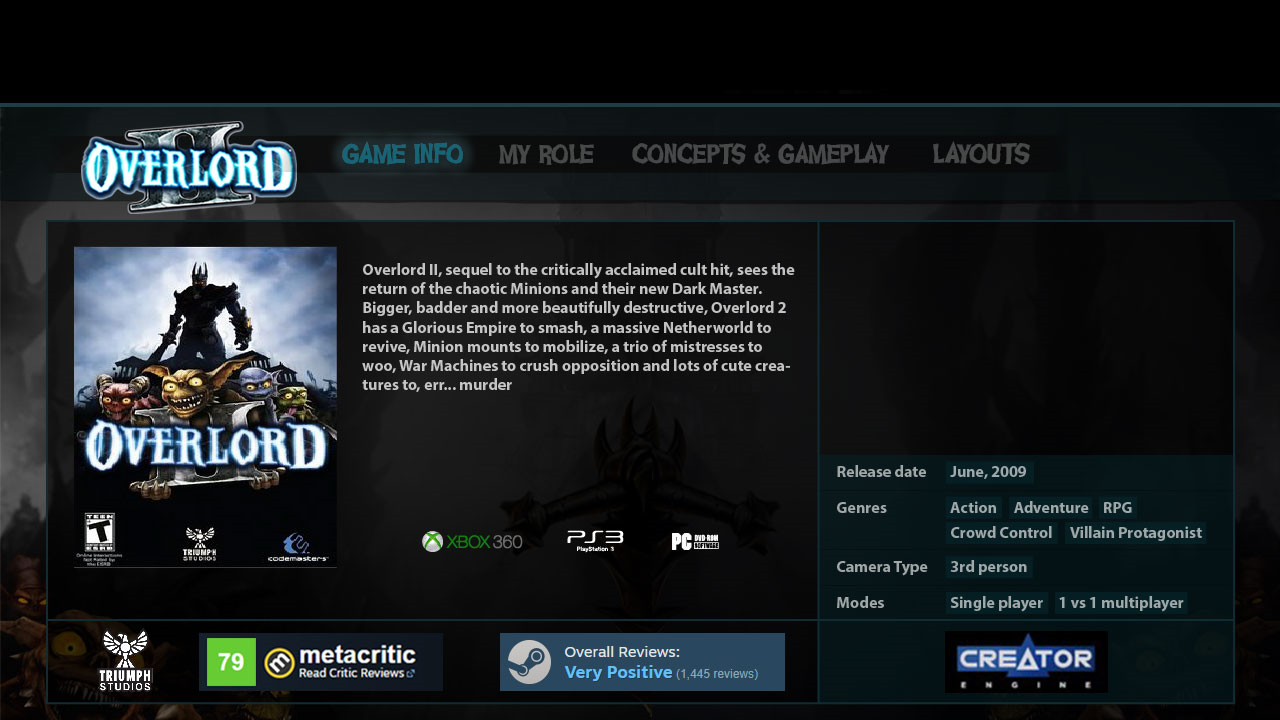 OVERLORD II
GAME INFO
MY ROLE
CONCEPTS & GAMEPLAY
LAYOUTS
OVERLORD II
TEEN
T
ESRB
TRIUMPH
STUDIOS
codemasters
Overlord II, sequel to the critically acclaimed cult hit, sees the
return of the chaotic Minions and their new Dark Master.
Bigger, badder and more beautifully destructive, Overlord 2
has a Glorious Empire to smash, a massive Netherworld to
revive, Minion mounts to mobilize, a trio of mistresses to
woo, War Machines to crush opposition and lots of cute crea-
tures to, err... murder
XBOX 360
PS3
PlayStation 3
PC DVD-ROM
SOFTWARE
Release date June, 2009
Genres Action Adventure RPG
Crowd Control Villain Protagonist
Camera Type 3rd person
Modes Single player 1 vs 1 multiplayer
TRIUMPH
STUDIOS
79
metacritic
Read Critic Reviews
Overall Reviews:
Very Positive (1,445 reviews)
CREATOR
ENGINE